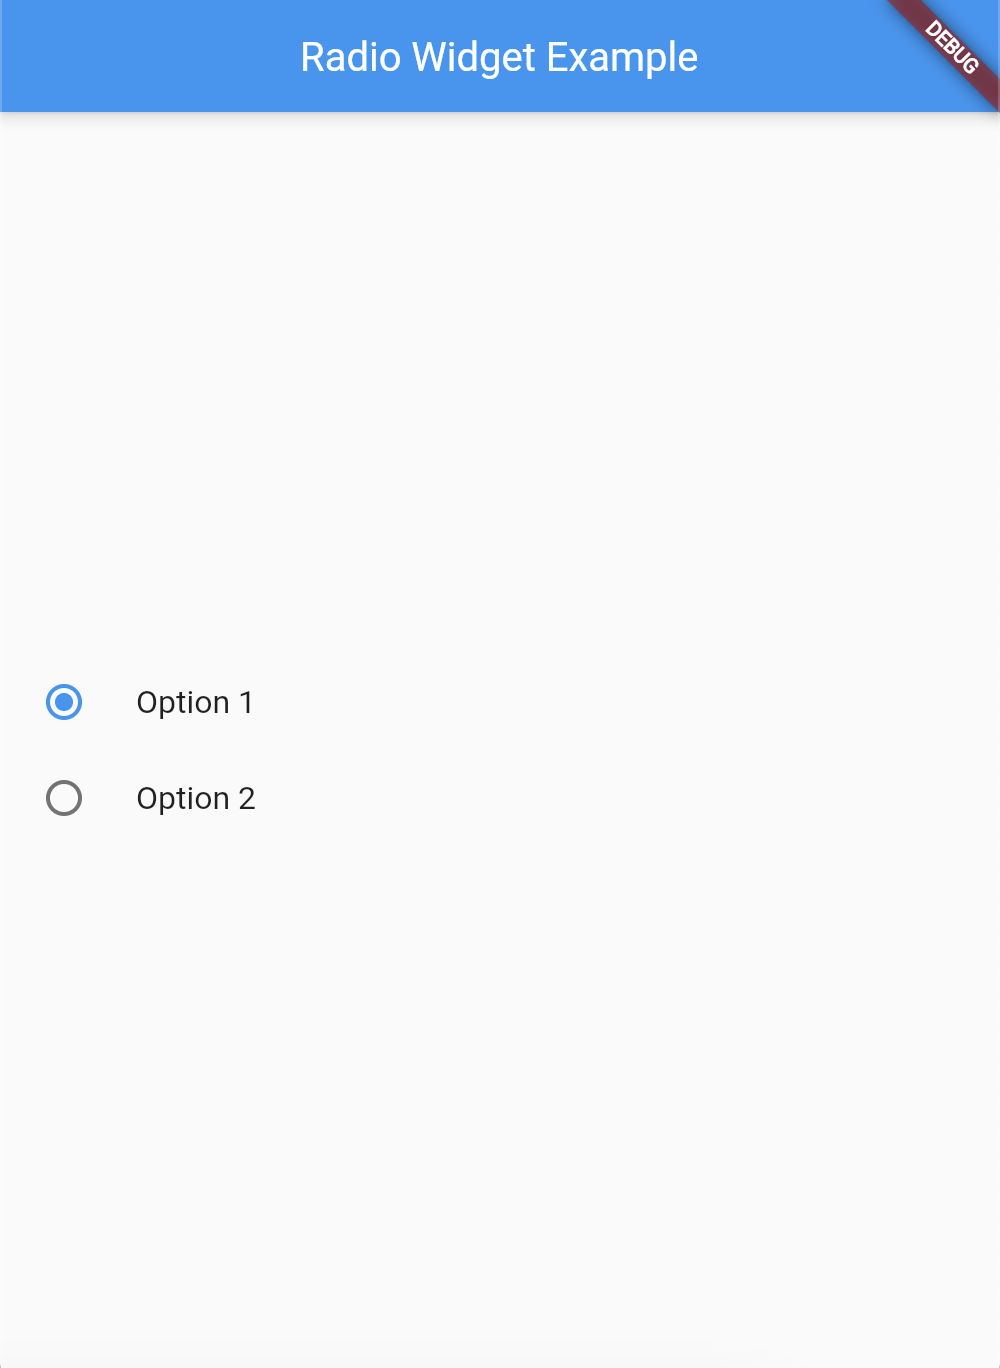 Radio Widget Example
DEBUG
Option 1
Option 2